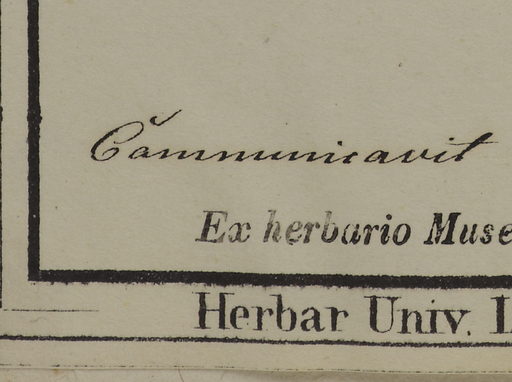 Communicavit
Ex herbario Muse
Herbar Univ.